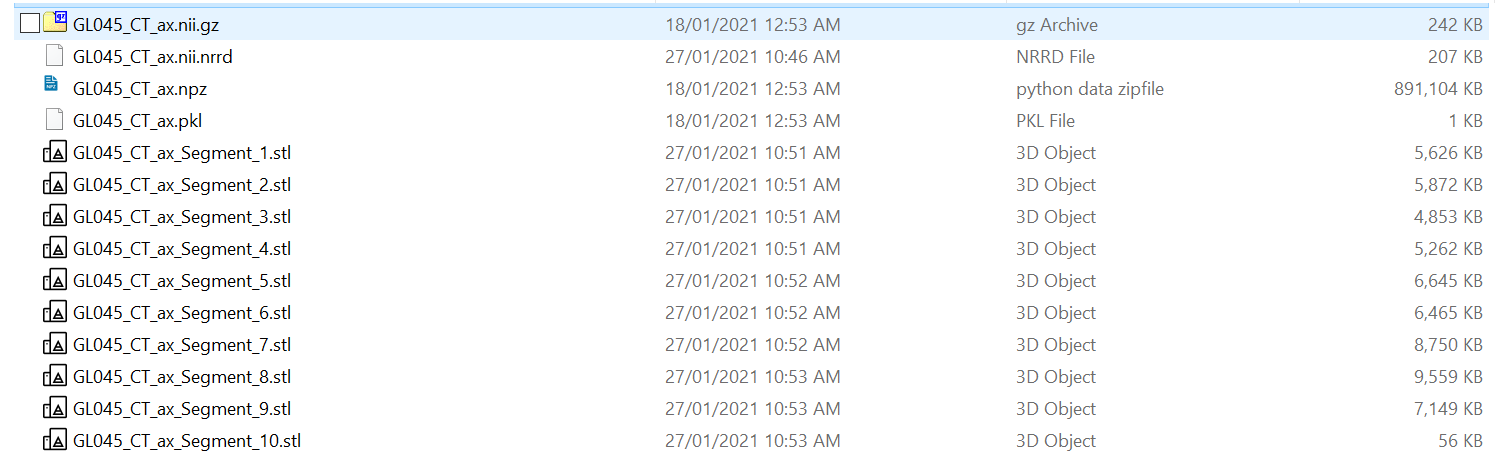 GL045_CT_ax.nii.gz 18/01/2021 12:53 AM gz Archive 242 KB
GL045_CT_ax.nii.nrrd 27/01/2021 10:46 AM NRRD File 207 KB
GL045_CT_ax.npz 18/01/2021 12:53 AM python data zipfile 891,104 KB
GL045_CT_ax.pkl 18/01/2021 12:53 AM PKL File 1 KB
GL045_CT_ax_Segment_1.stl 27/01/2021 10:51 AM 3D Object 5,626 KB
GL045_CT_ax_Segment_2.stl 27/01/2021 10:51 AM 3D Object 5,872 KB
GL045_CT_ax_Segment_3.stl 27/01/2021 10:51 AM 3D Object 4,853 KB
GL045_CT_ax_Segment_4.stl 27/01/2021 10:51 AM 3D Object 5,262 KB
GL045_CT_ax_Segment_5.stl 27/01/2021 10:52 AM 3D Object 6,645 KB
GL045_CT_ax_Segment_6.stl 27/01/2021 10:52 AM 3D Object 6,465 KB
GL045_CT_ax_Segment_7.stl 27/01/2021 10:52 AM 3D Object 8,750 KB
GL045_CT_ax_Segment_8.stl 27/01/2021 10:53 AM 3D Object 9,559 KB
GL045_CT_ax_Segment_9.stl 27/01/2021 10:53 AM 3D Object 7,149 KB
GL045_CT_ax_Segment_10.stl 27/01/2021 10:53 AM 3D Object 56 KB